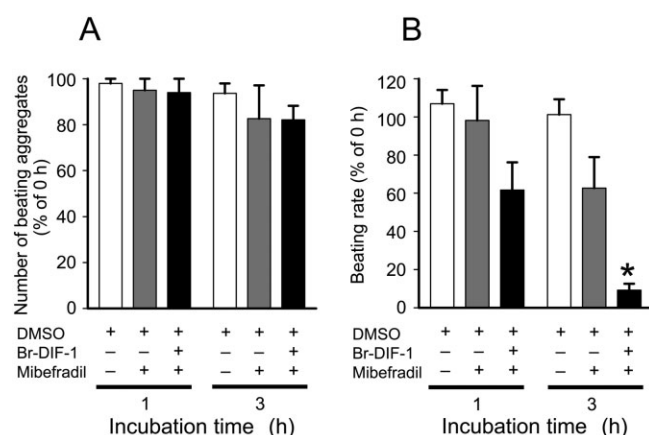 A
Number of beating aggregates
(% of 0 h)
100
80
60
40
20
0
DMSO + + + + + +
Br-DIF-1 – – + – – +
Mibefradil – + + – + +
1 3
Incubation time (h)
B
Beating rate (% of 0 h)
120
100
80
60
40
20
0
*
DMSO + + + + + +
Br-DIF-1 – – + – – +
Mibefradil – + + – + +
1 3
Incubation time (h)